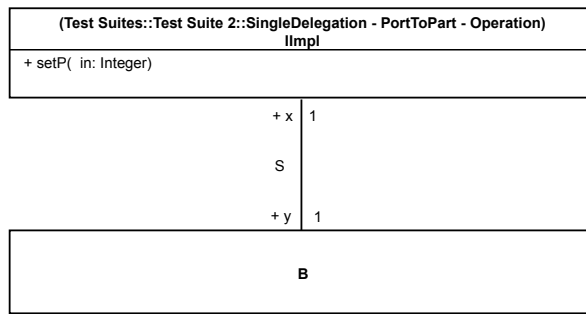 (Test Suites::Test Suite 2::SingleDelegation - PortToPart - Operation)
IImpl
+ setP(  in: Integer)
+ x 1
S
+ y 1
B